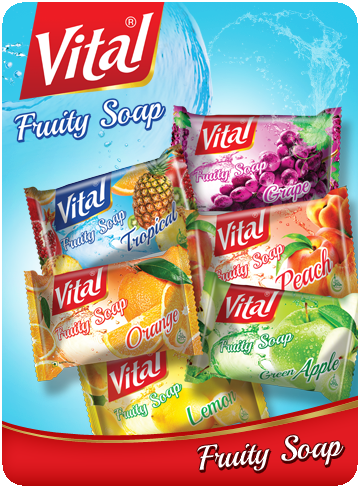 Vital®
Fruity Soap
Vital
Fruity Soap
Grape
Vital
Fruity Soap
Tropical
Vital
Fruity Soap
Peach
Vital
Fruity Soap
Orange
Vital
Fruity Soap
Green Apple
Vital
Fruity Soap
Lemon
Fruity Soap